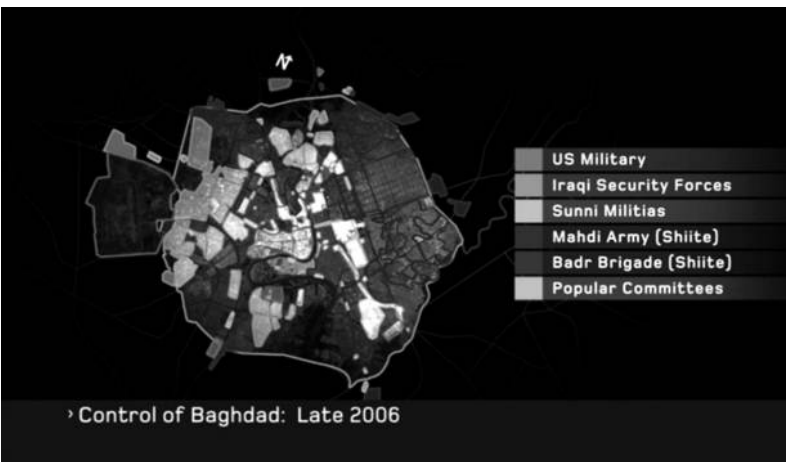 N
US Military
Iraqi Security Forces
Sunni Militias
Mahdi Army (Shiite)
Badr Brigade (Shiite)
Popular Committees
› Control of Baghdad: Late 2006